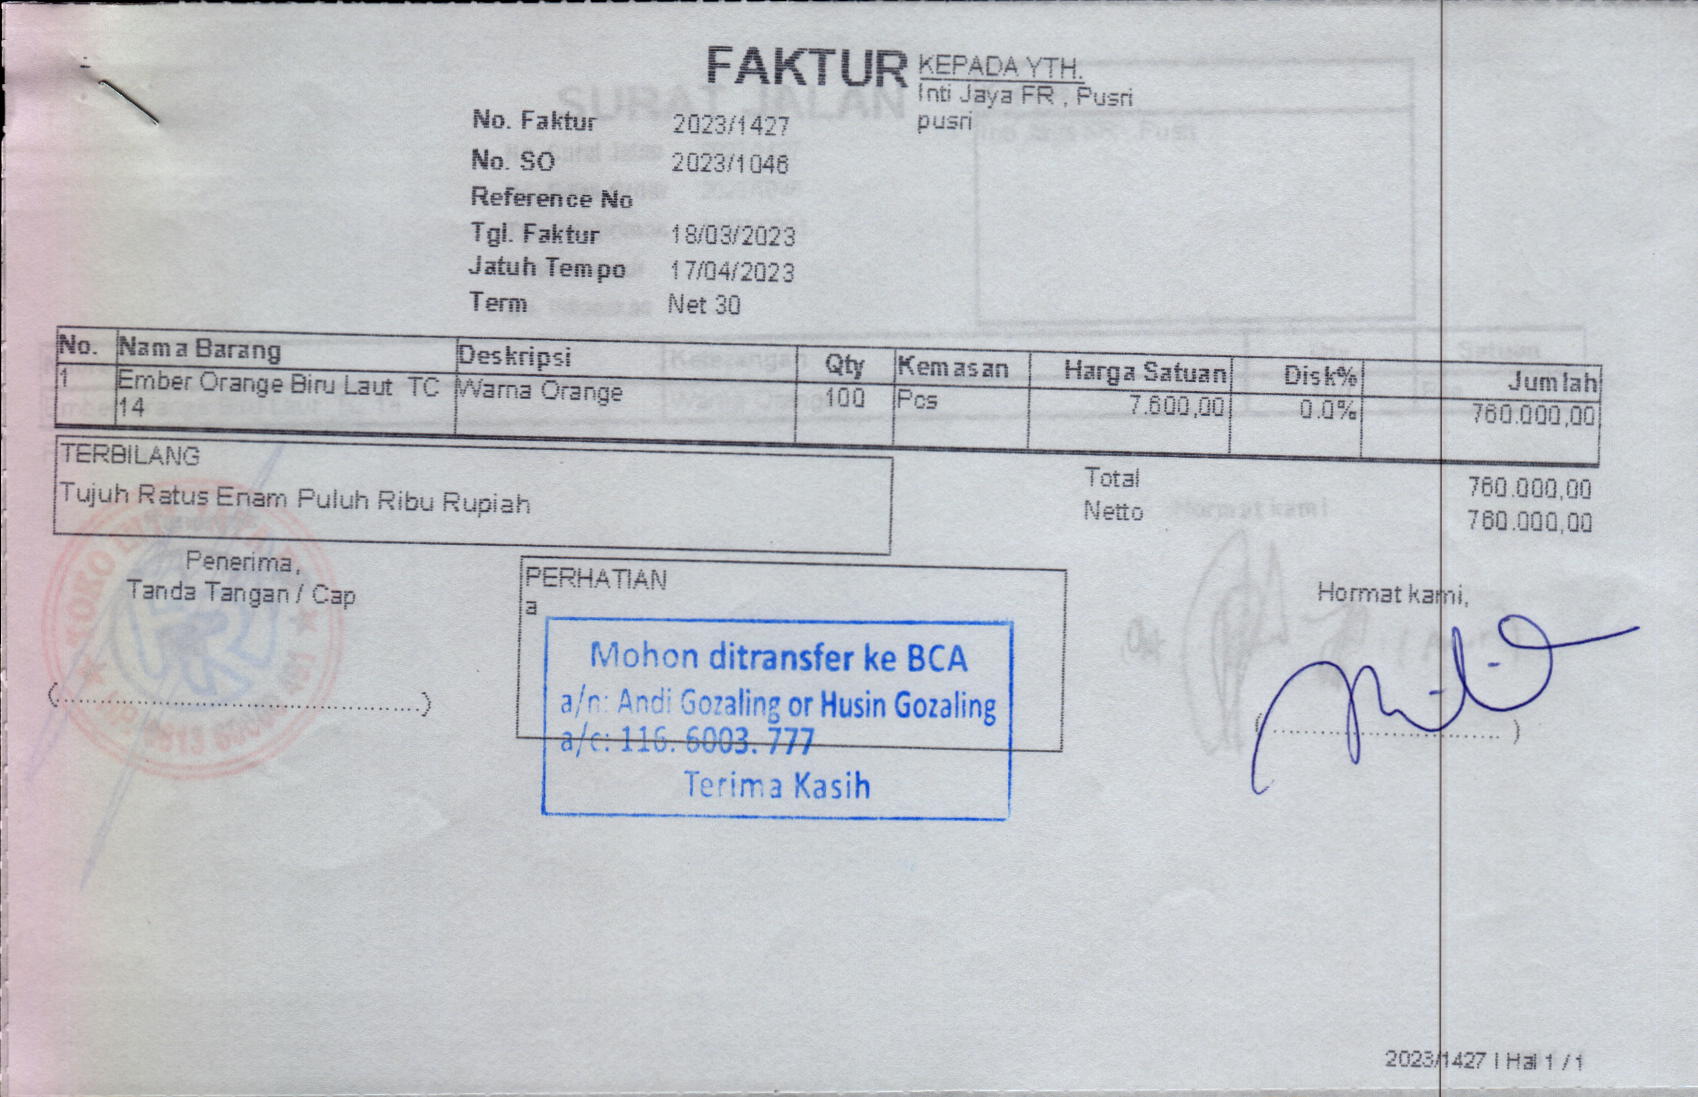 FAKTUR
KEPADA YTH.
Inti Jaya FR , Pusri
pusri
No. Faktur 2023/1427
No. SO 2023/1046
Reference No
Tgl. Faktur 18/03/2023
Jatuh Tempo 17/04/2023
Term Net 30
No. Nama Barang Deskripsi Qty Kemasan Harga Satuan Disk% Jumlah
1 Ember Orange Biru Laut TC Warna Orange 100 Pcs 7.600,00 0.0% 760.000,00
14
TERBILANG
Tujuh Ratus Enam Puluh Ribu Rupiah
Total 760.000,00
Netto 760.000,00
Penerima,
Tanda Tangan / Cap
(................................................)
PERHATIAN
a
Mohon ditransfer ke BCA
a/n: Andi Gozaling or Husin Gozaling
a/c: 116. 6003. 777
Terima Kasih
Hormat kami,
(................................)
SURAT JALAN
Hormat kami
2023/1427 | Hal 1 / 1